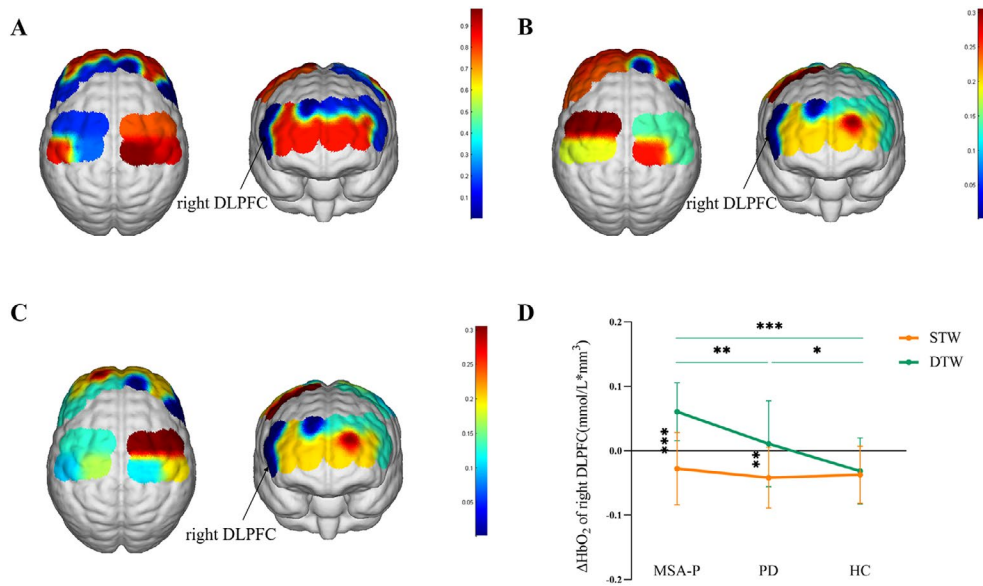 A
0.9
0.8
0.7
0.6
0.5
0.4
0.3
0.2
0.1
right DLPFC
B
0.3
0.25
0.2
0.15
0.1
0.05
right DLPFC
C
0.3
0.25
0.2
0.15
0.1
0.05
right DLPFC
D
ΔHbO₂ of right DLPFC(mmol/L*mm³)
0.2
0.1
0.0
-0.1
-0.2
***
**
*
***
**
MSA-P
PD
HC
STW
DTW